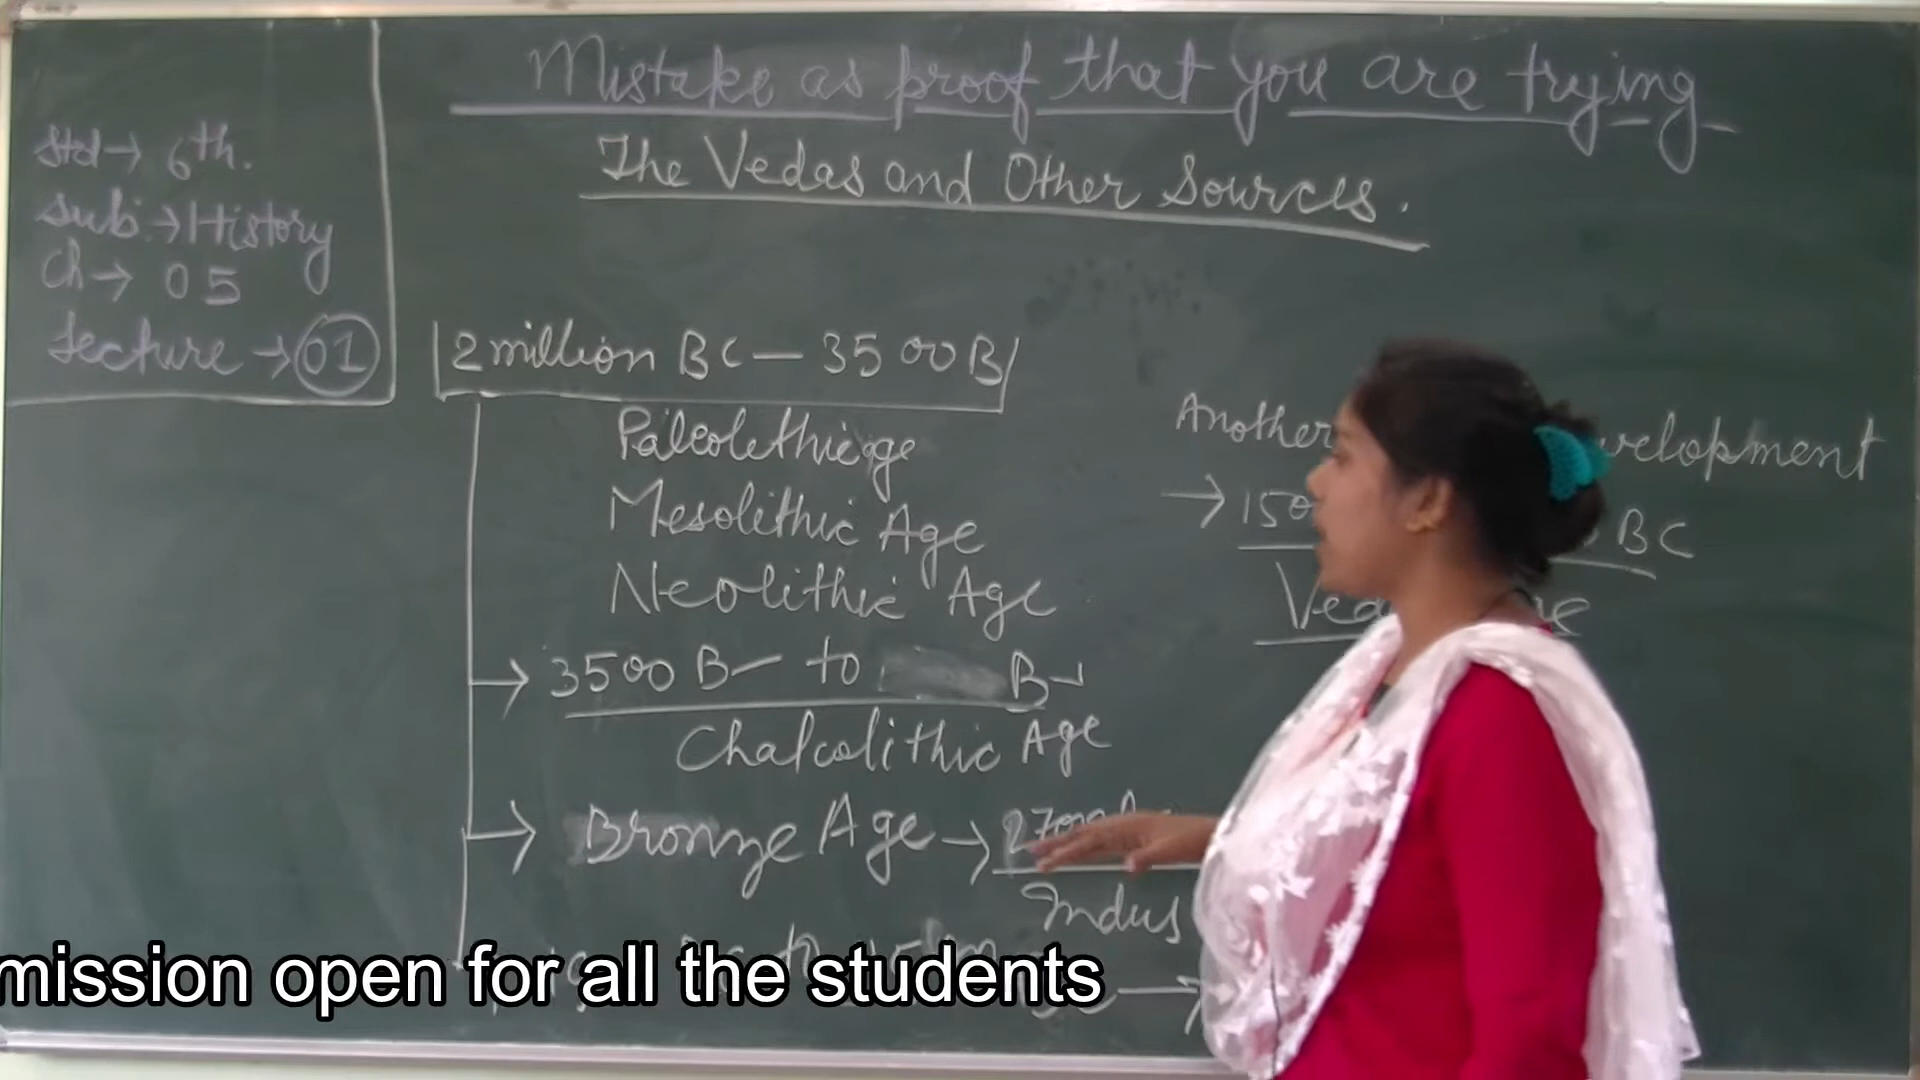 Mistake as proof that you are trying
The Vedas and Other Sources.
Std → 6th.
Sub. → History
Ch → 05
Lecture → 01
2 million BC — 3500 B
Paleolethic age
Mesolithic Age
Neolithic Age
→ 3500 B to B
Chalcolithic Age
→ Bronze Age → 2700
Indus
Another velopment
→ 150 BC
mission open for all the students